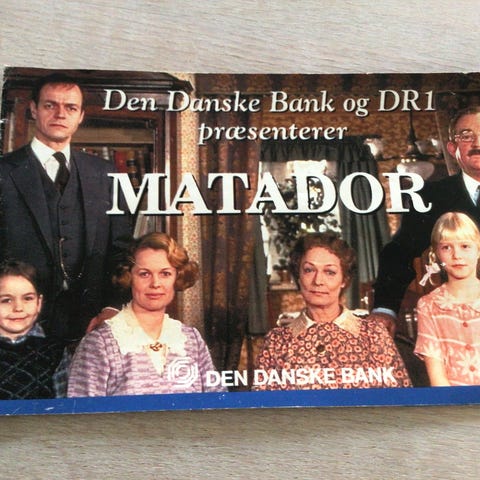 Den Danske Bank og DR1
præsenterer
MATADOR
DEN DANSKE BANK